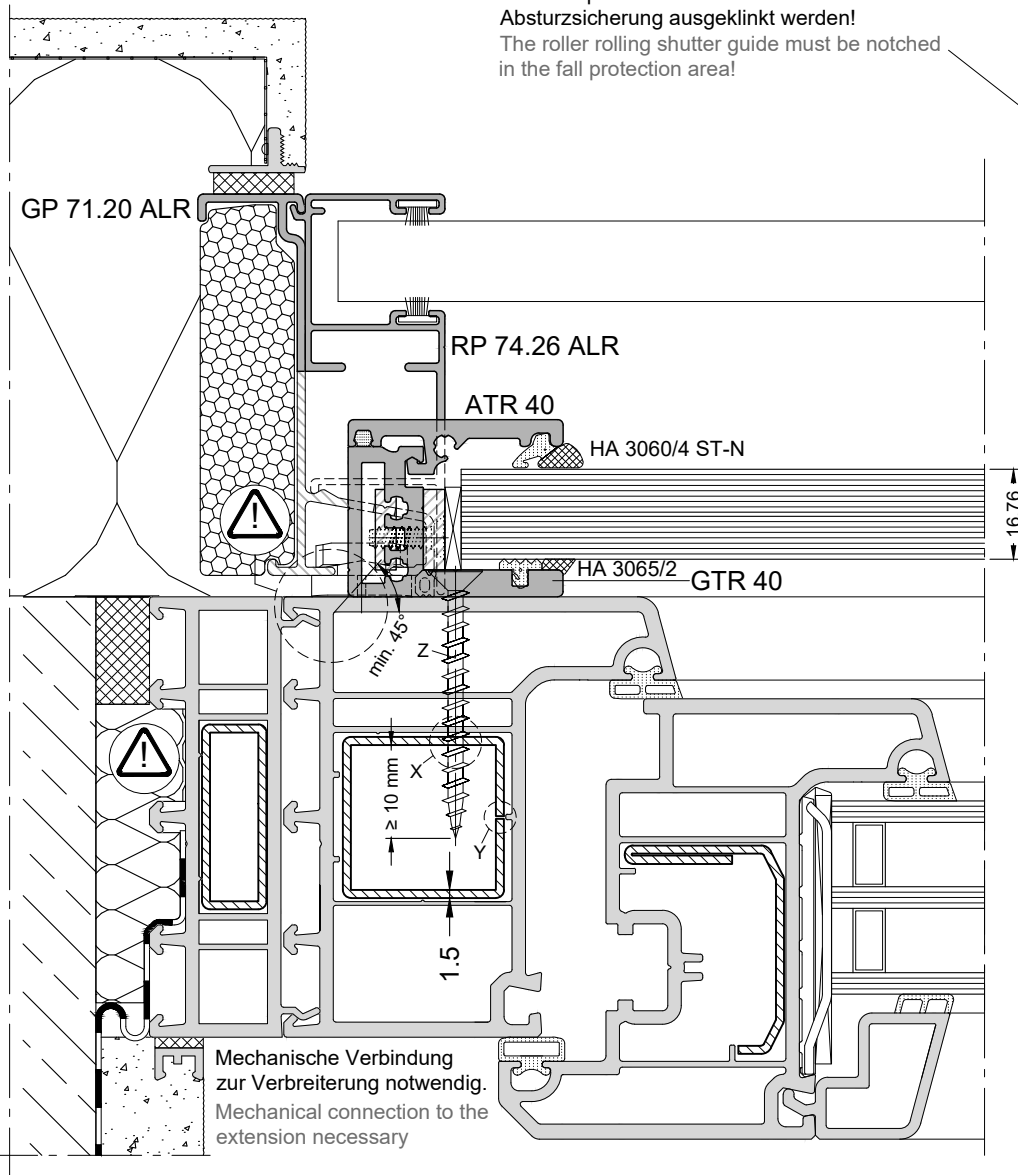 Absturzsicherung ausgeklinkt werden!
The roller rolling shutter guide must be notched
in the fall protection area!
GP 71.20 ALR
RP 74.26 ALR
ATR 40
HA 3060/4 ST-N
16.76
HA 3065/2
GTR 40
min. 45°
Z
X
≥ 10 mm
Y
1.5
Mechanische Verbindung
zur Verbreiterung notwendig.
Mechanical connection to the
extension necessary